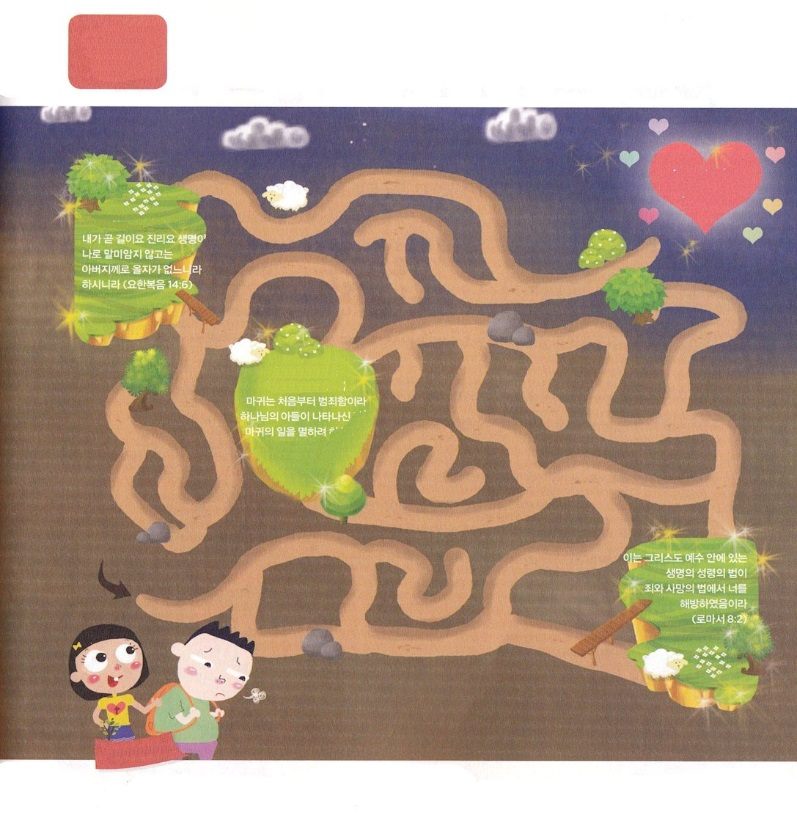 내가 곧 길이요 진리요 생명이
나로 말미암지 않고는
아버지께로 올자가 없느니라
하시니라 (요한복음 14:6)
마귀는 처음부터 범죄함이라
하나님의 아들이 나타나신
마귀의 일을 멸하려
이는 그리스도 예수 안에 있는
생명의 성령의 법이
죄와 사망의 법에서 너를
해방하였음이라
(로마서 8:2)